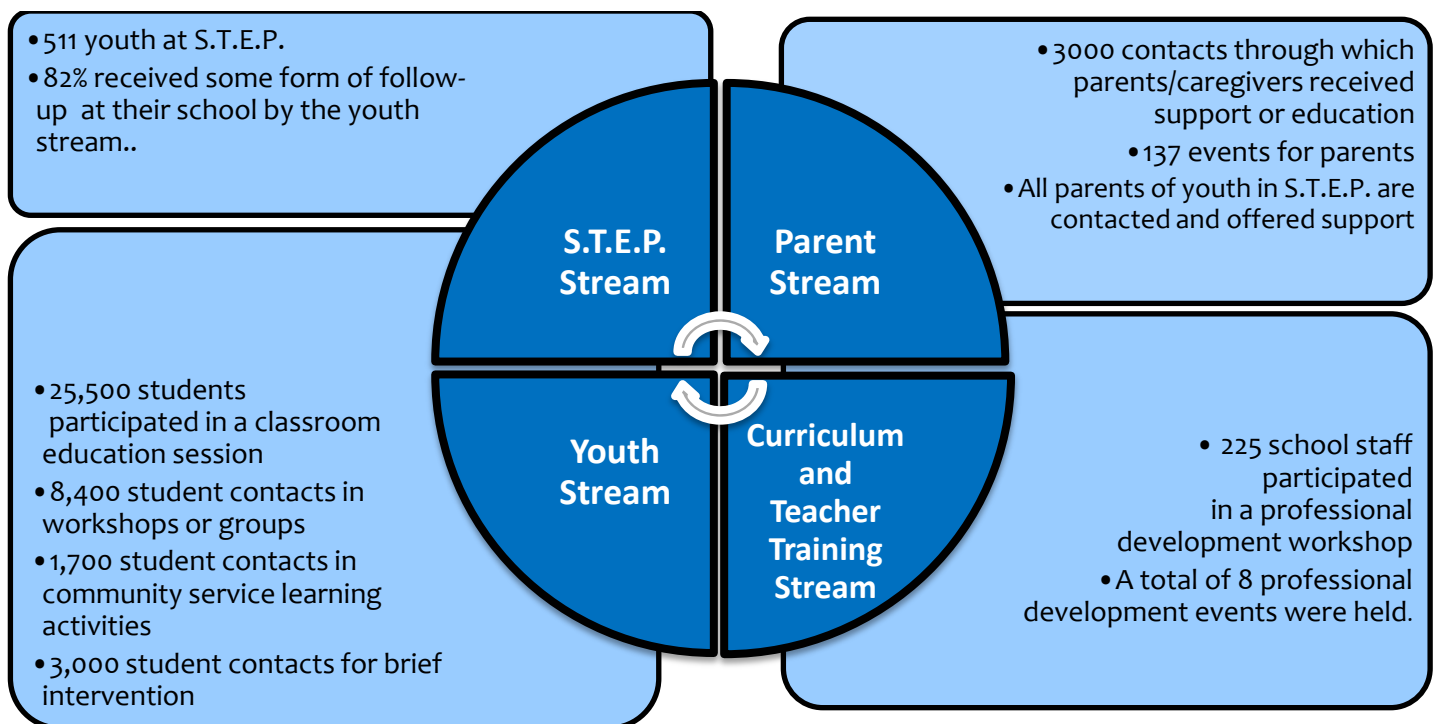 •511 youth at S.T.E.P.
•82% received some form of follow-
up at their school by the youth
stream..
•3000 contacts through which
parents/caregivers received
support or education
•137 events for parents
•All parents of youth in S.T.E.P. are
contacted and offered support
S.T.E.P.
Stream
Parent
Stream
Youth
Stream
Curriculum
and
Teacher
Training
Stream
•25,500 students
participated in a classroom
education session
•8,400 student contacts in
workshops or groups
•1,700 student contacts in
community service learning
activities
•3,000 student contacts for brief
intervention
• 225 school staff
participated
in a professional
development workshop
•A total of 8 professional
development events were held.